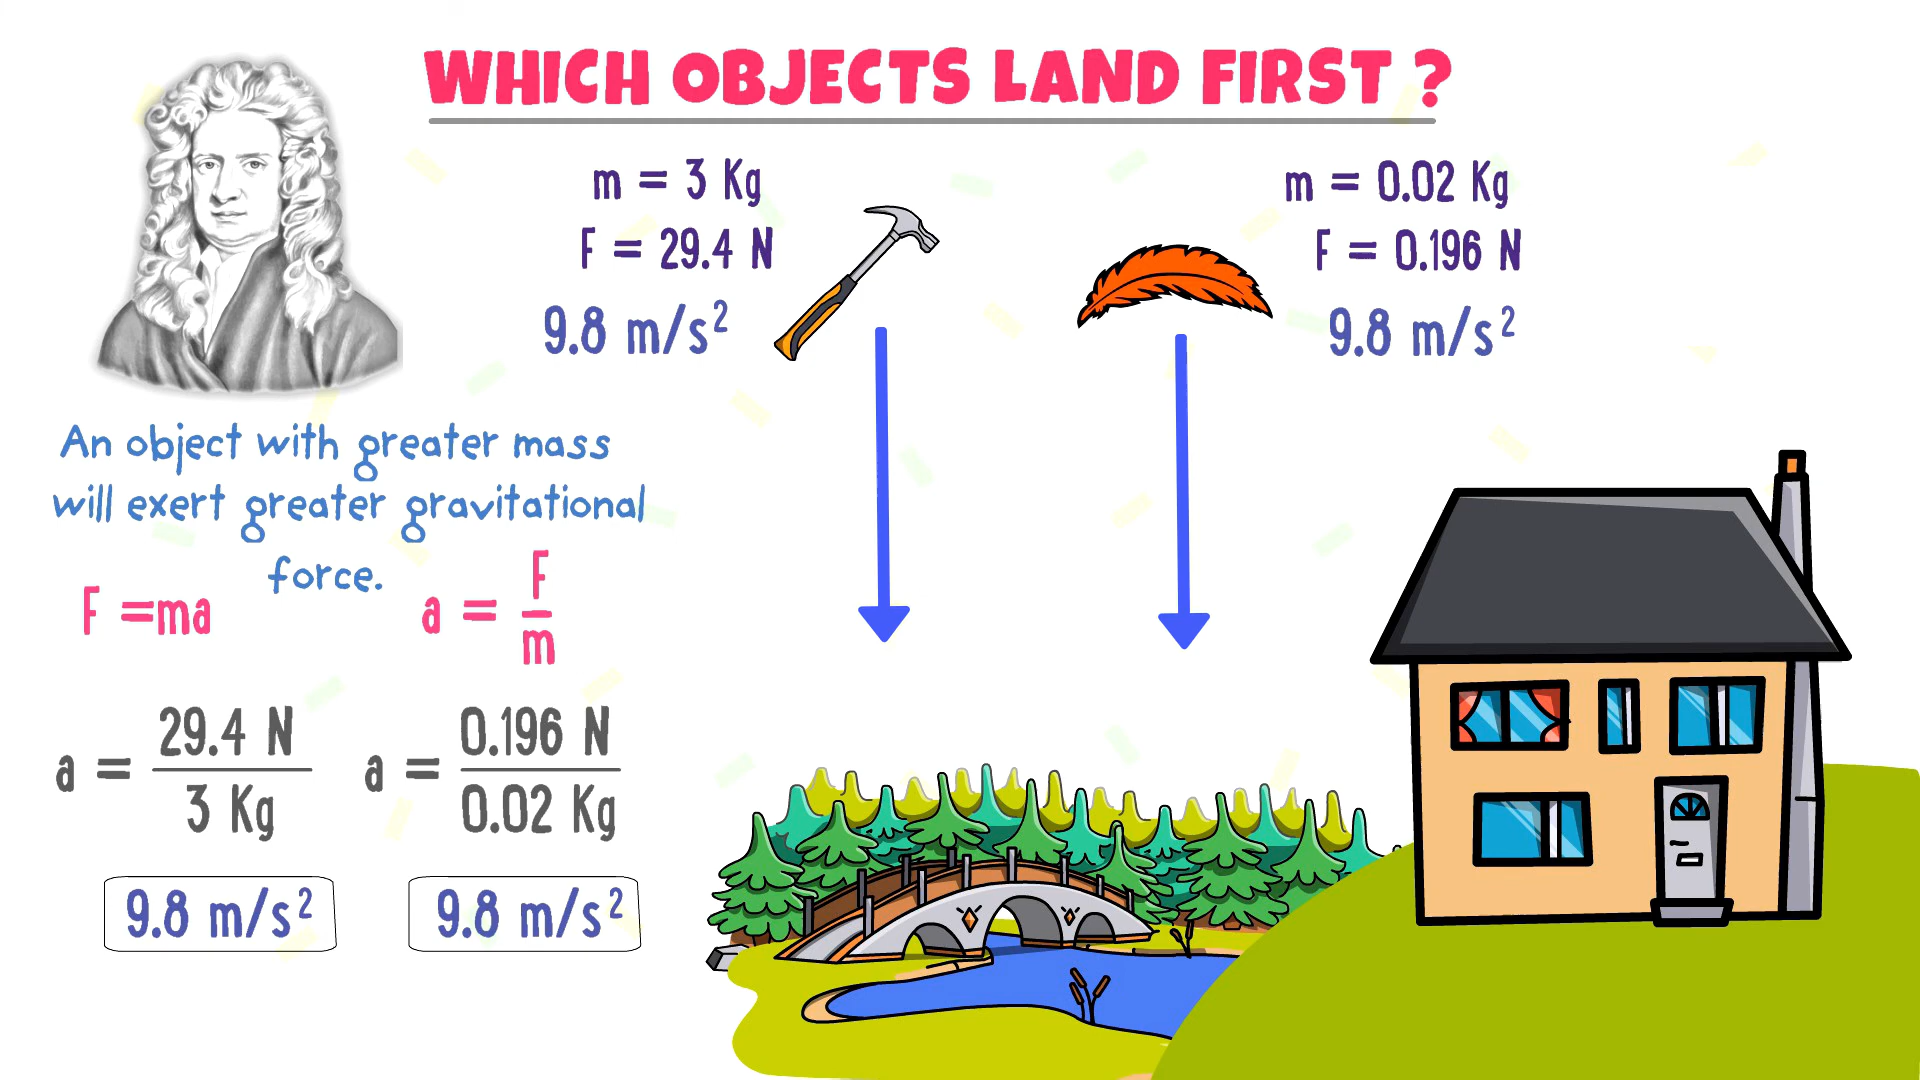 WHICH OBJECTS LAND FIRST ?
m = 3 Kg
F = 29.4 N
9.8 m/s²
m = 0.02 Kg
F = 0.196 N
9.8 m/s²
An object with greater mass
will exert greater gravitational
force.
F =ma
a = F/m
a = 29.4 N / 3 Kg
a = 0.196 N / 0.02 Kg
9.8 m/s²
9.8 m/s²